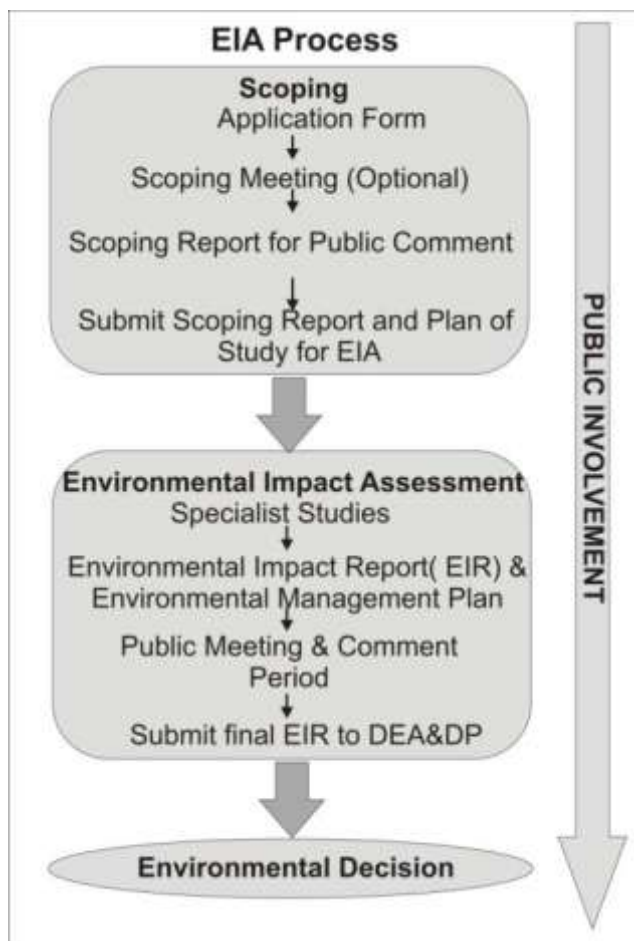 EIA Process
Scoping
Application Form
Scoping Meeting (Optional)
Scoping Report for Public Comment
Submit Scoping Report and Plan of
Study for EIA
Environmental Impact Assessment
Specialist Studies
Environmental Impact Report( EIR) &
Environmental Management Plan
Public Meeting & Comment
Period
Submit final EIR to DEA&DP
Environmental Decision
PUBLIC INVOLVEMENT